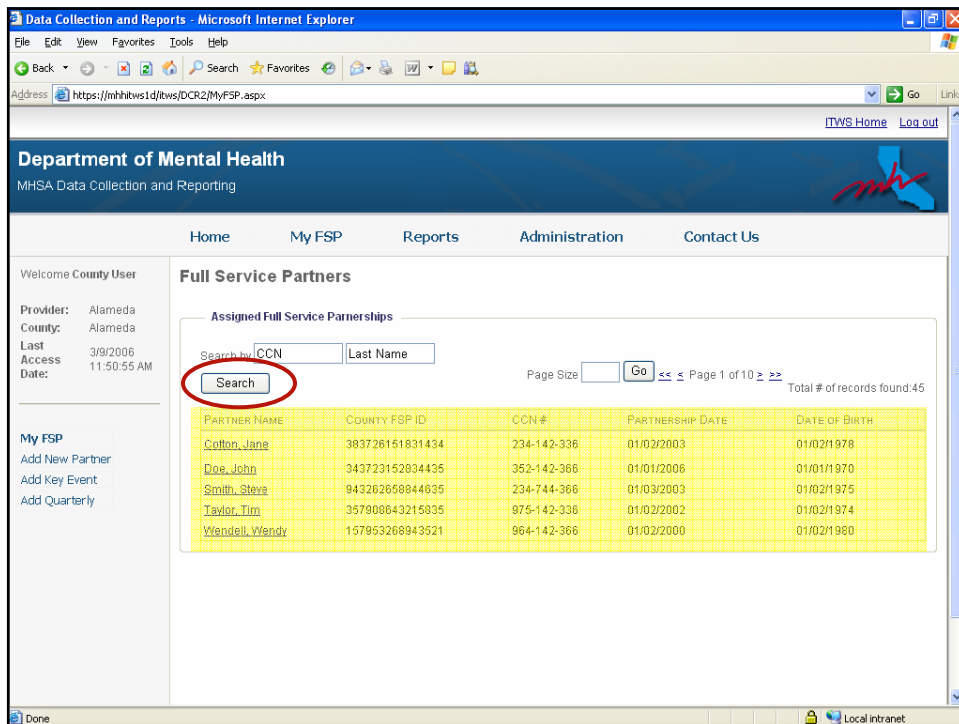 Data Collection and Reports - Microsoft Internet Explorer
File Edit View Favorites Tools Help
Back Search Favorites
Address https://mhhitws1d/itws/DCR2/MyFSP.aspx Go Links
ITWS Home Log out
Department of Mental Health
MHSA Data Collection and Reporting
mh
Home My FSP Reports Administration Contact Us
Welcome County User
Provider: Alameda
County: Alameda
Last Access Date: 3/9/2006 11:50:55 AM
My FSP
Add New Partner
Add Key Event
Add Quarterly
Full Service Partners
Assigned Full Service Parnerships
Search by CCN Last Name
Search
Page Size Go << < Page 1 of 10 > >>
Total # of records found:45
PARTNER NAME COUNTY FSP ID CCN # PARTNERSHIP DATE DATE OF BIRTH
Cotton, Jane 383726151831434 234-142-336 01/02/2003 01/02/1978
Doe, John 343723152834435 352-142-366 01/01/2006 01/01/1970
Smith, Steve 943262658844635 234-744-366 01/03/2003 01/02/1975
Taylor, Tim 357908643215835 975-142-336 01/02/2002 01/02/1974
Wendell, Wendy 157953268943521 964-142-366 01/02/2000 01/02/1980
Done Local intranet